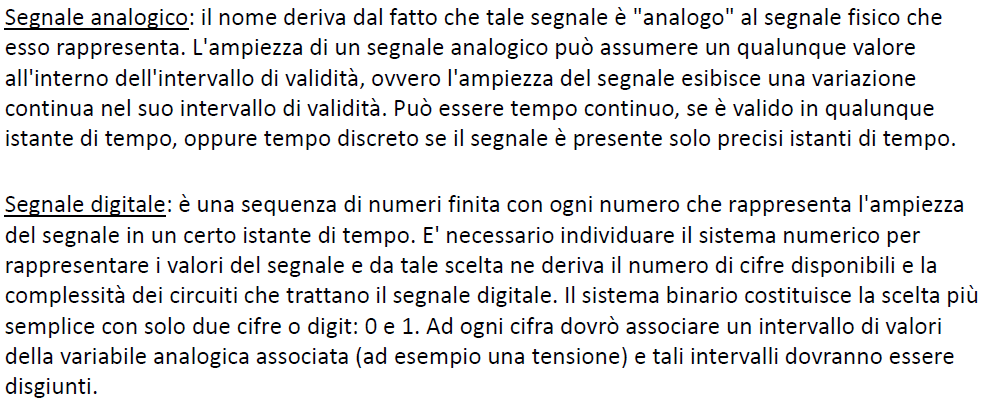 Segnale analogico: il nome deriva dal fatto che tale segnale è "analogo" al segnale fisico che
esso rappresenta. L'ampiezza di un segnale analogico può assumere un qualunque valore
all'interno dell'intervallo di validità, ovvero l'ampiezza del segnale esibisce una variazione
continua nel suo intervallo di validità. Può essere tempo continuo, se è valido in qualunque
istante di tempo, oppure tempo discreto se il segnale è presente solo precisi istanti di tempo.
Segnale digitale: è una sequenza di numeri finita con ogni numero che rappresenta l'ampiezza
del segnale in un certo istante di tempo. E' necessario individuare il sistema numerico per
rappresentare i valori del segnale e da tale scelta ne deriva il numero di cifre disponibili e la
complessità dei circuiti che trattano il segnale digitale. Il sistema binario costituisce la scelta più
semplice con solo due cifre o digit: 0 e 1. Ad ogni cifra dovrò associare un intervallo di valori
della variabile analogica associata (ad esempio una tensione) e tali intervalli dovranno essere
disgiunti.